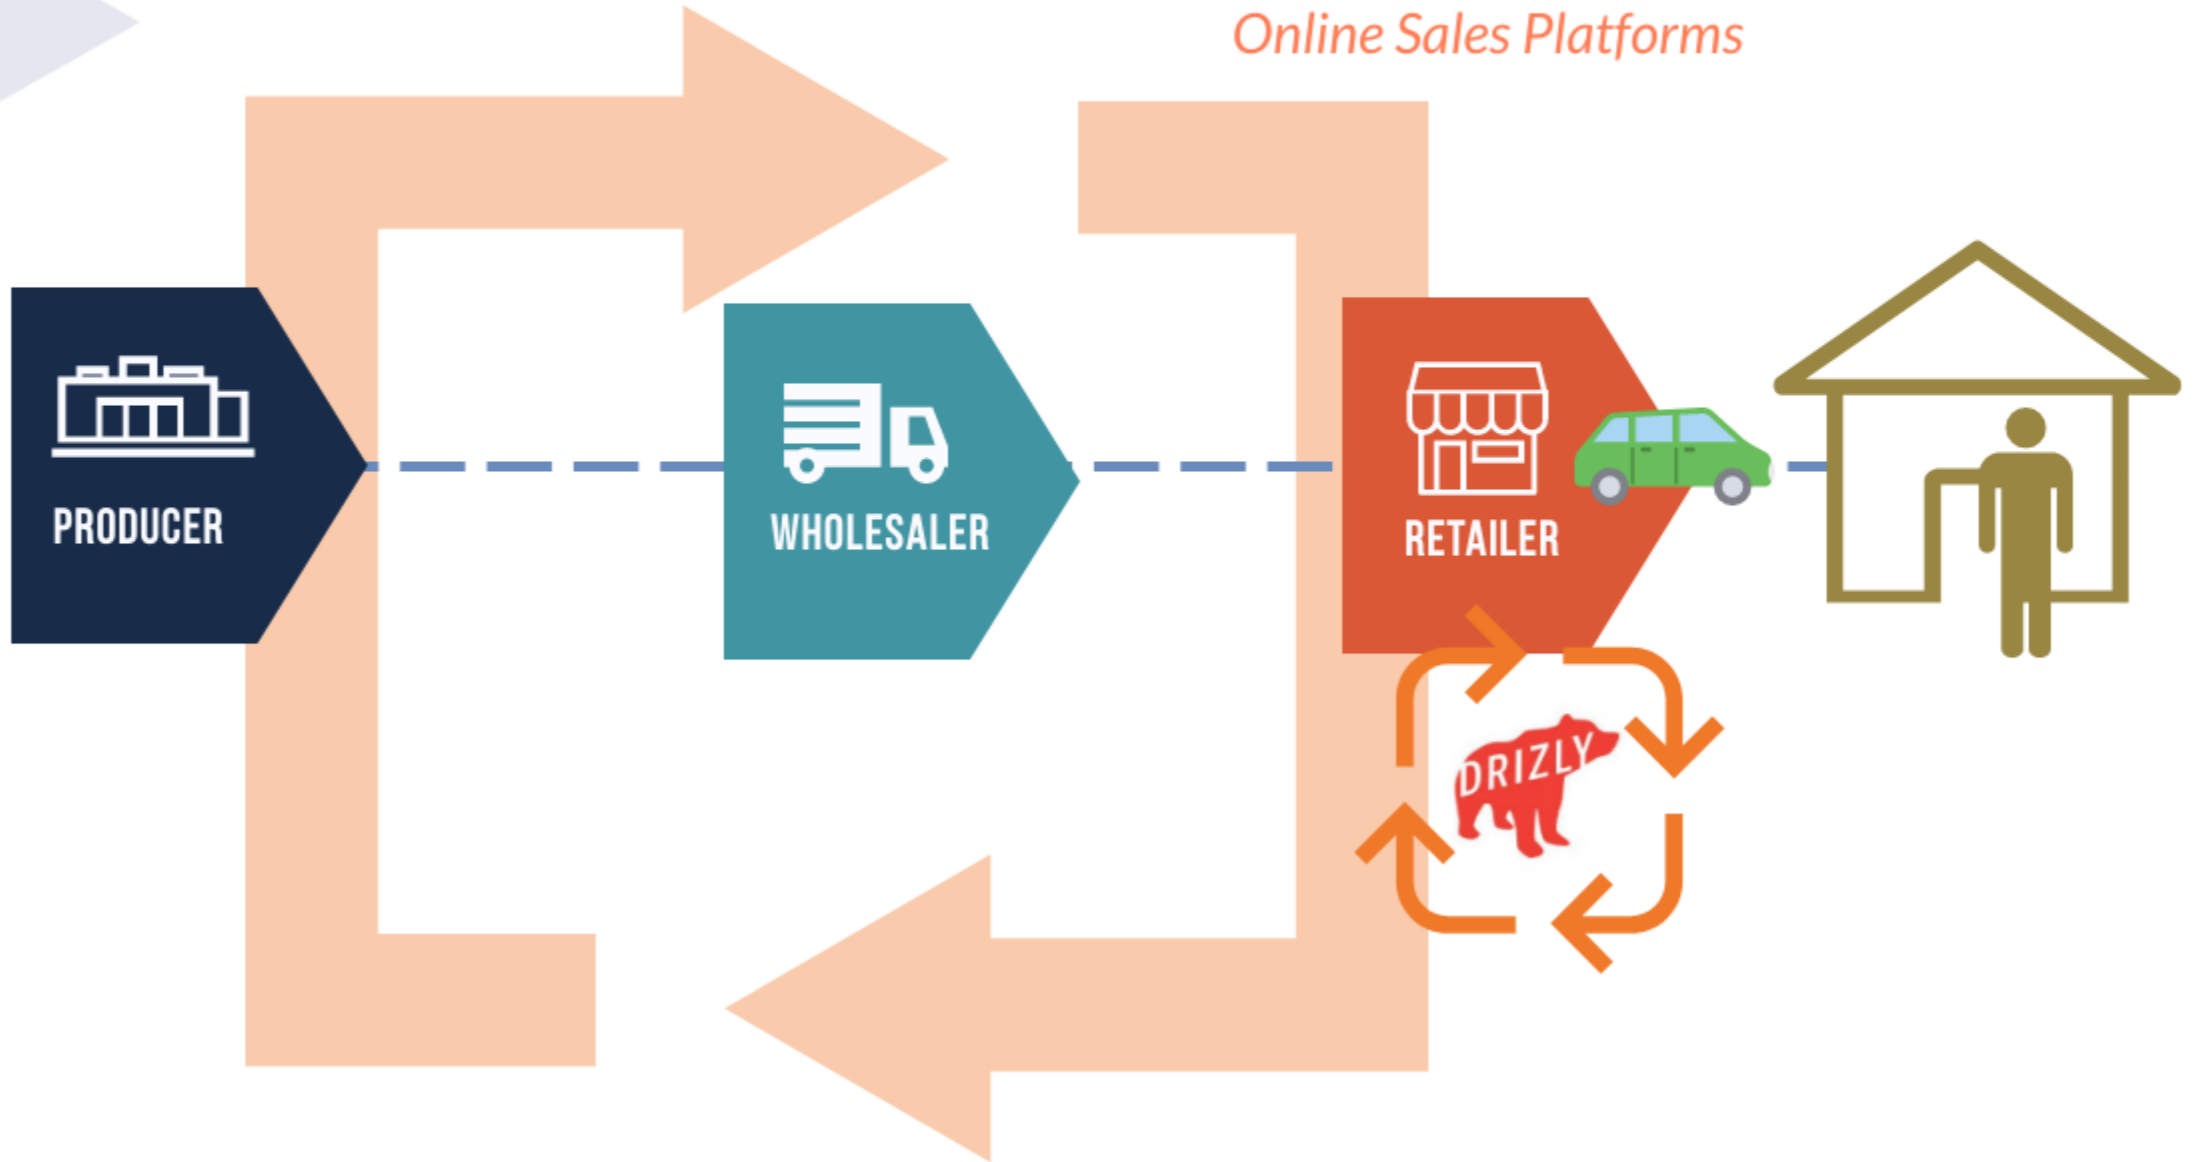 Online Sales Platforms
PRODUCER
WHOLESALER
RETAILER
DRIZLY